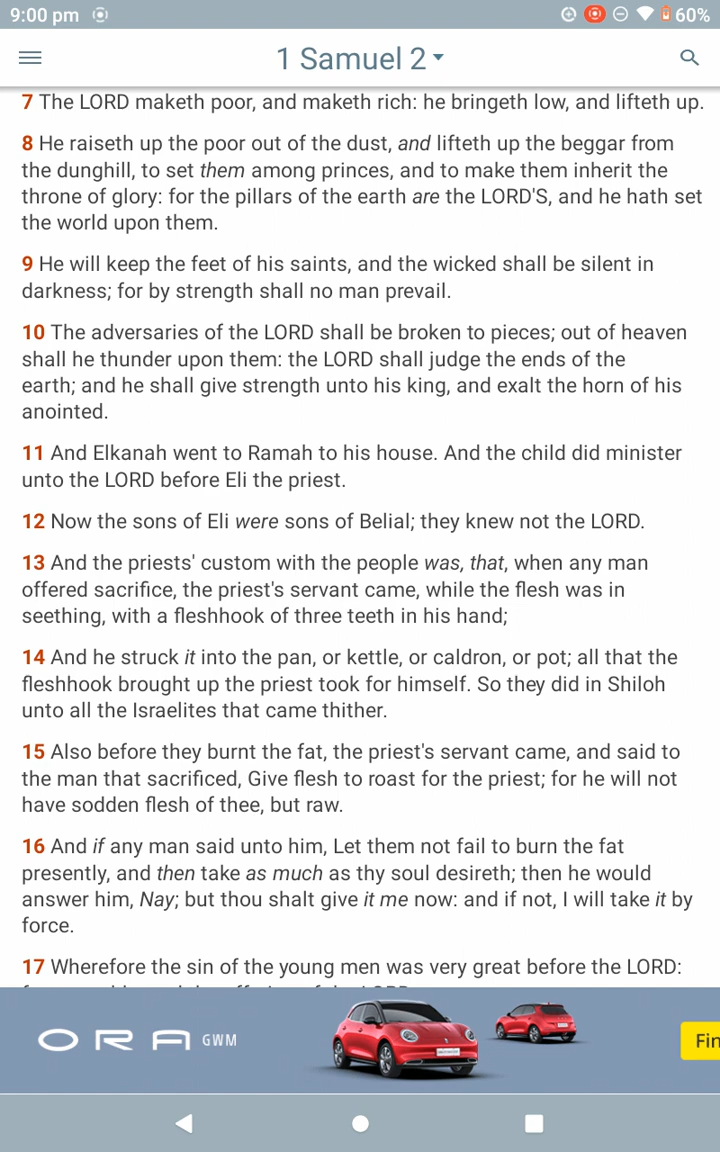 9:00 pm
60%
1 Samuel 2
7 The LORD maketh poor, and maketh rich: he bringeth low, and lifteth up.
8 He raiseth up the poor out of the dust, and lifteth up the beggar from
the dunghill, to set them among princes, and to make them inherit the
throne of glory: for the pillars of the earth are the LORD'S, and he hath set
the world upon them.
9 He will keep the feet of his saints, and the wicked shall be silent in
darkness; for by strength shall no man prevail.
10 The adversaries of the LORD shall be broken to pieces; out of heaven
shall he thunder upon them: the LORD shall judge the ends of the
earth; and he shall give strength unto his king, and exalt the horn of his
anointed.
11 And Elkanah went to Ramah to his house. And the child did minister
unto the LORD before Eli the priest.
12 Now the sons of Eli were sons of Belial; they knew not the LORD.
13 And the priests' custom with the people was, that, when any man
offered sacrifice, the priest's servant came, while the flesh was in
seething, with a fleshhook of three teeth in his hand;
14 And he struck it into the pan, or kettle, or caldron, or pot; all that the
fleshhook brought up the priest took for himself. So they did in Shiloh
unto all the Israelites that came thither.
15 Also before they burnt the fat, the priest's servant came, and said to
the man that sacrificed, Give flesh to roast for the priest; for he will not
have sodden flesh of thee, but raw.
16 And if any man said unto him, Let them not fail to burn the fat
presently, and then take as much as thy soul desireth; then he would
answer him, Nay; but thou shalt give it me now: and if not, I will take it by
force.
17 Wherefore the sin of the young men was very great before the LORD:
ORA GWM
Fin